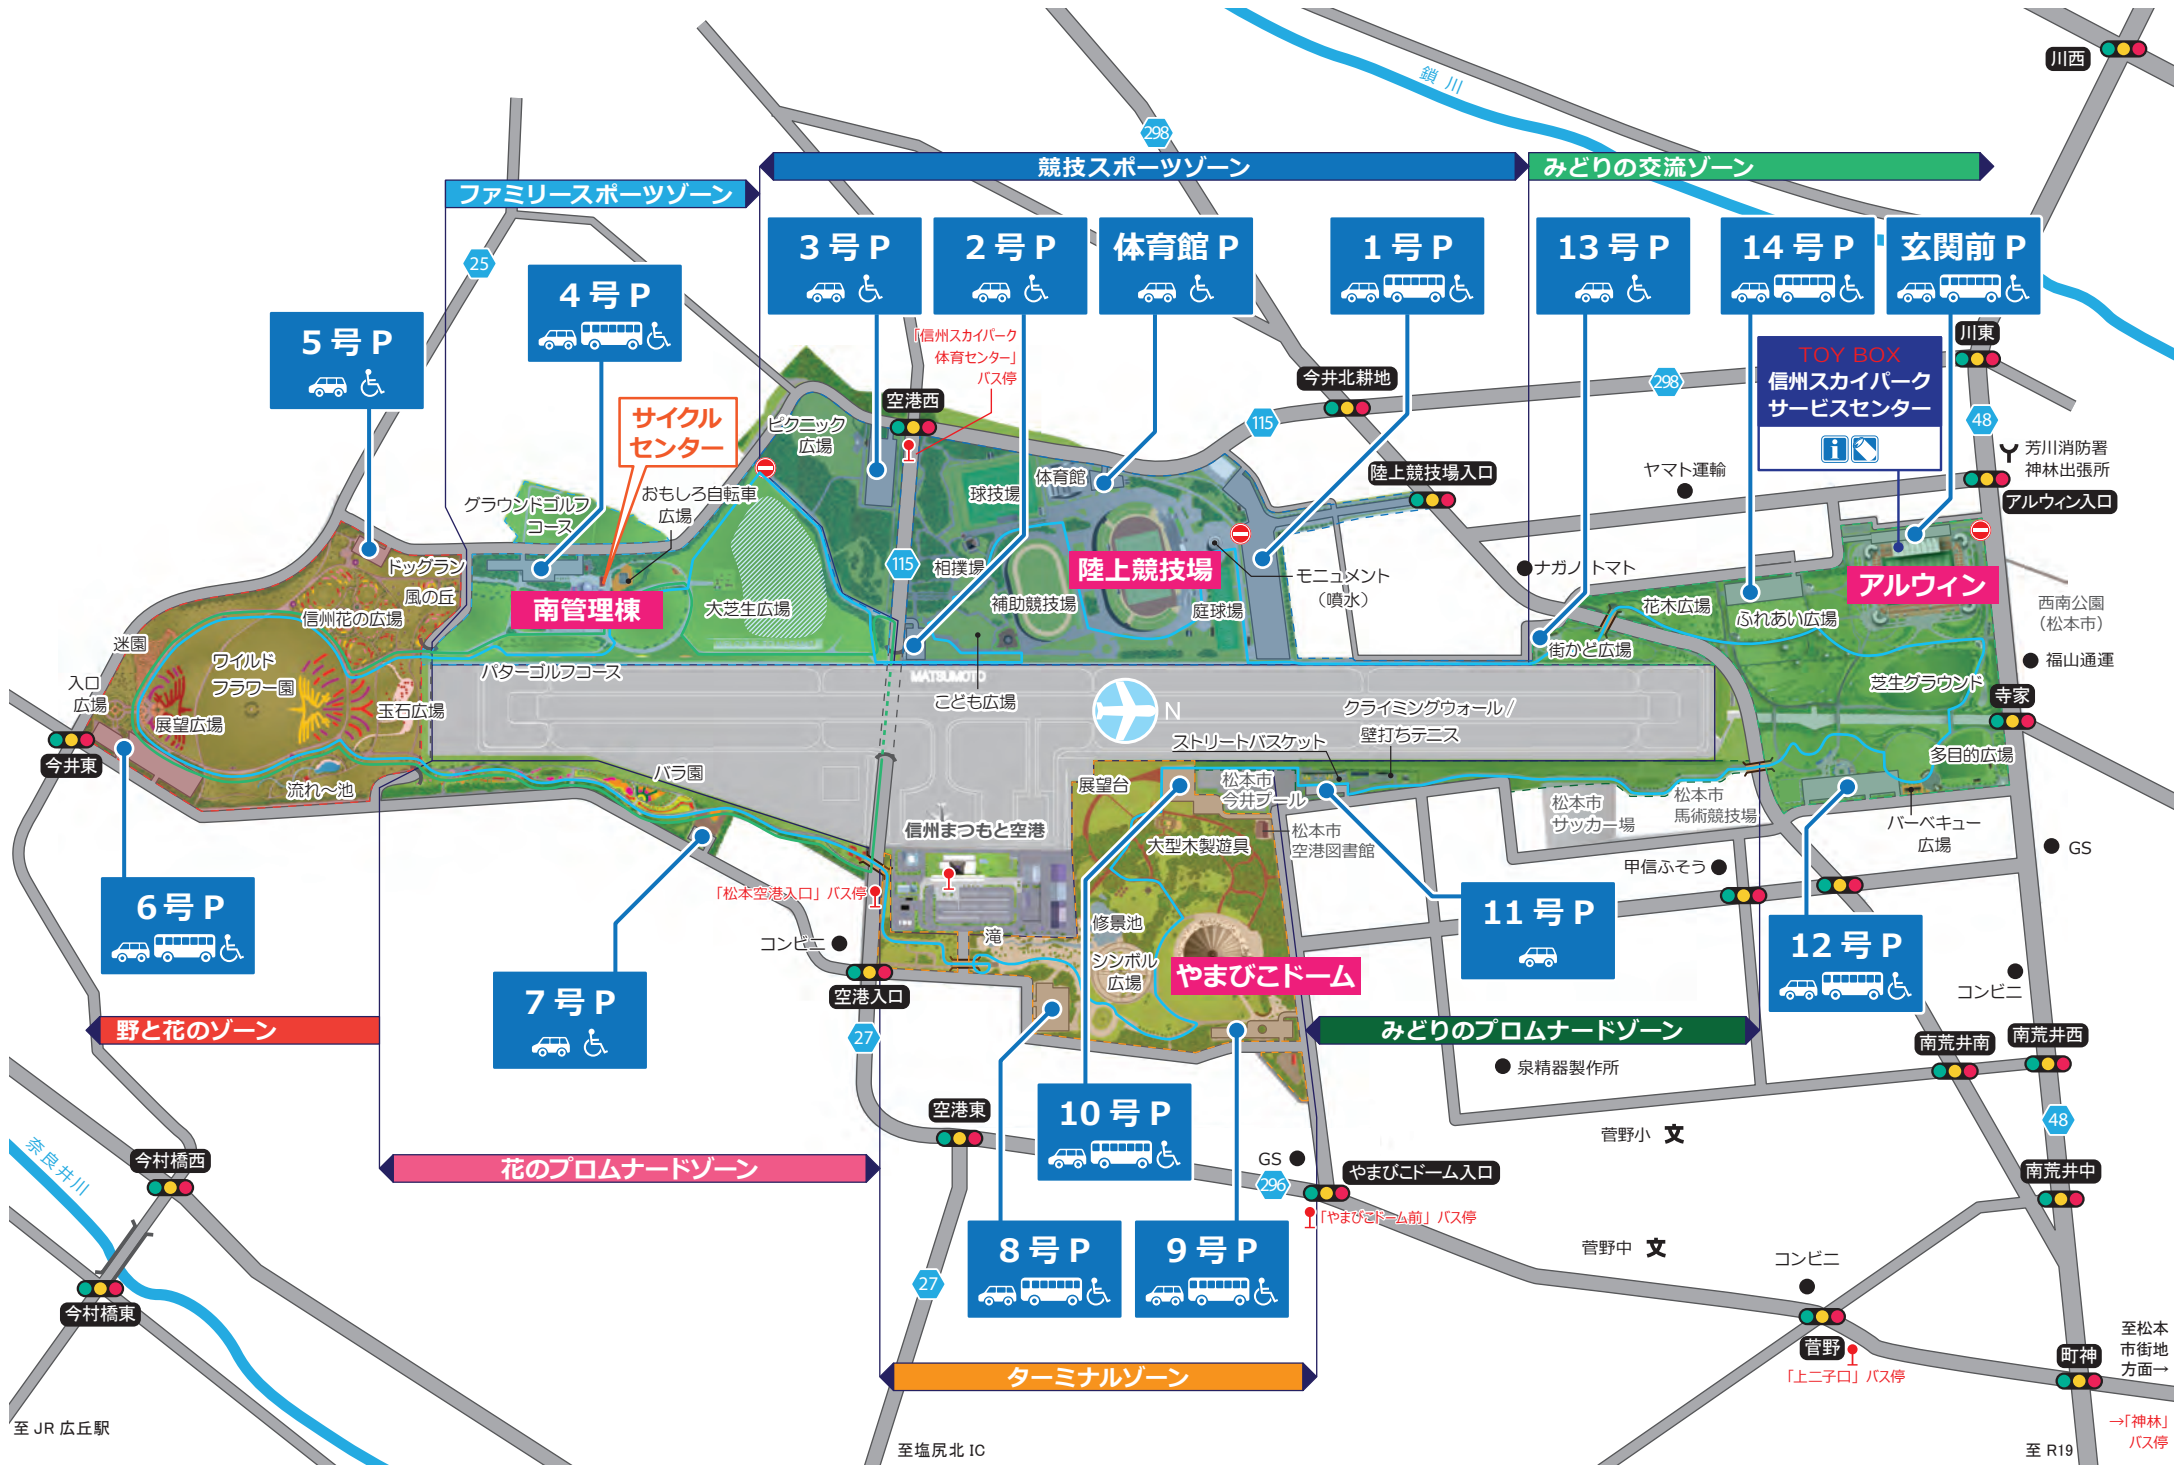 川西
鎖川
298
競技スポーツゾーン
みどりの交流ゾーン
ファミリースポーツゾーン
25
3号P
2号P
体育館P
1号P
13号P
14号P
玄関前P
4号P
5号P
「信州スカイパーク
体育センター」
バス停
川東
TOY BOX
信州スカイパーク
サービスセンター
i
今井北耕地
298
空港西
115
48
サイクル
センター
ピクニック
広場
芳川消防署
神林出張所
陸上競技場入口
ヤマト運輸
体育館
球技場
アルウィン入口
グラウンドゴルフ
コース
おもしろ自転車
広場
ドッグラン
風の丘
115
相撲場
陸上競技場
モニュメント
（噴水）
ナガノトマト
アルウィン
南管理棟
大芝生広場
補助競技場
庭球場
花木広場
ふれあい広場
西南公園
（松本市）
信州花の広場
迷園
街かど広場
福山通運
ワイルド
フラワー園
パターゴルフコース
MATSUMOTO
入口
広場
展望広場
玉石広場
こども広場
N
クライミングウォール/
壁打ちテニス
芝生グラウンド
寺家
ストリートバスケット
多目的広場
今井東
流れ～池
バラ園
展望台
松本市
今井プール
松本市
サッカー場
松本市
馬術競技場
信州まつもと空港
大型木製遊具
松本市
空港図書館
バーベキュー
広場
GS
甲信ふそう
「松本空港入口」バス停
6号P
7号P
コンビニ
滝
修景池
シンボル
広場
やまびこドーム
11号P
12号P
空港入口
コンビニ
野と花のゾーン
27
みどりのプロムナードゾーン
南荒井南
南荒井西
泉精器製作所
空港東
10号P
48
菅野小
文
奈良井川
今村橋西
花のプロムナードゾーン
GS
296
やまびこドーム入口
「やまびこドーム前」バス停
南荒井中
菅野中
文
8号P
9号P
コンビニ
27
今村橋東
菅野
「上二子口」バス停
町神
至松本
市街地
方面→
ターミナルゾーン
→「神林」
バス停
至JR広丘駅
至塩尻北IC
至R19